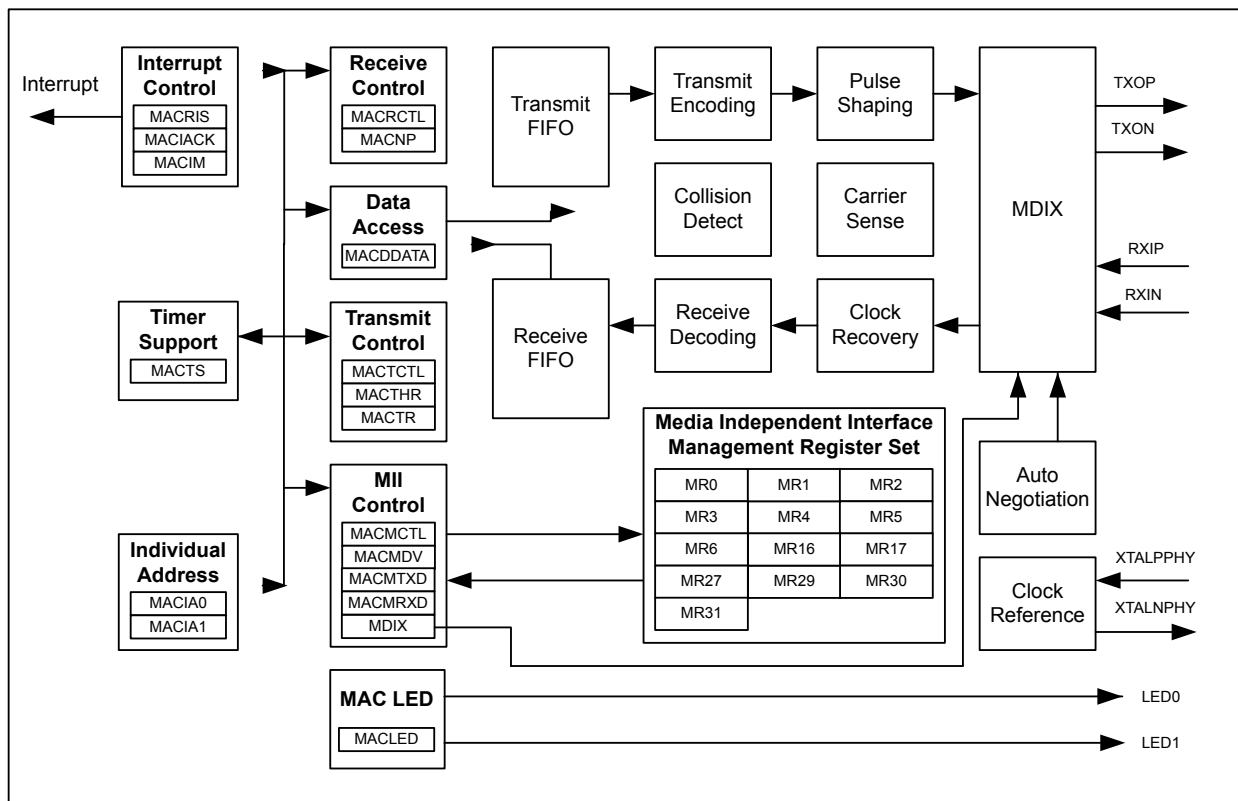 Interrupt
Interrupt
Control
MACRIS
MACIACK
MACIM
Timer
Support
MACTS
Individual
Address
MACIA0
MACIA1
Receive
Control
MACRCTL
MACNP
Data
Access
MACDDATA
Transmit
Control
MACTCTL
MACTHR
MACTR
MII
Control
MACMCTL
MACMDV
MACMTXD
MACMRXD
MDIX
MAC LED
MACLED
Transmit
FIFO
Receive
FIFO
Transmit
Encoding
Pulse
Shaping
Collision
Detect
Carrier
Sense
Receive
Decoding
Clock
Recovery
MDIX
TXOP
TXON
RXIP
RXIN
Media Independent Interface
Management Register Set
MR0 MR1 MR2
MR3 MR4 MR5
MR6 MR16 MR17
MR27 MR29 MR30
MR31
Auto
Negotiation
Clock
Reference
XTALPPHY
XTALNPHY
LED0
LED1